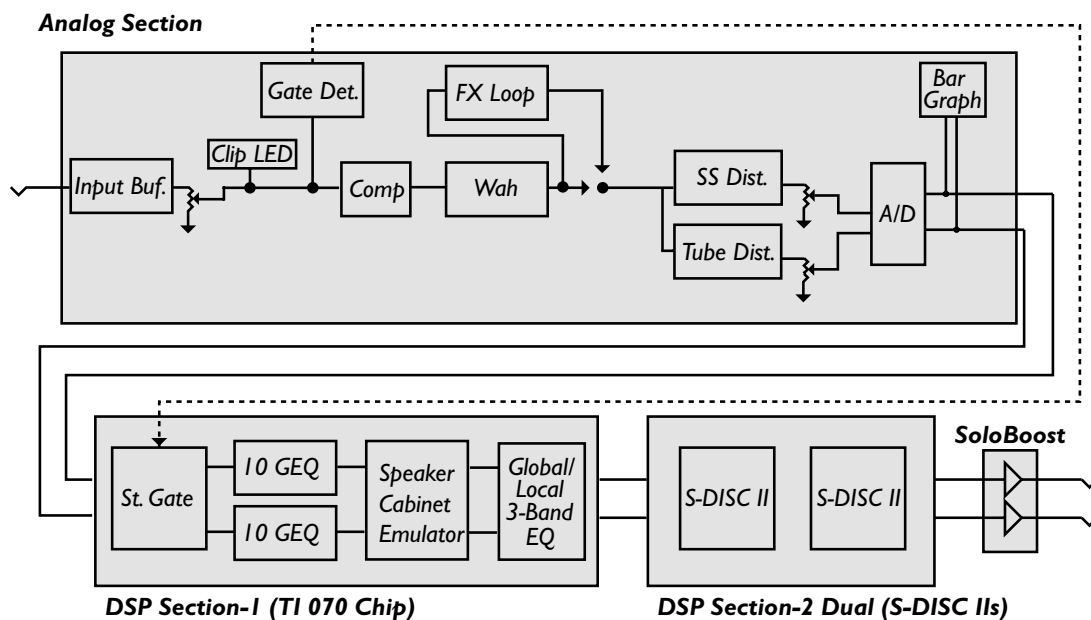 Analog Section
Gate Det.
FX Loop
Bar
Graph
Clip LED
Input Buf.
Comp
Wah
SS Dist.
A/D
Tube Dist.
SoloBoost
St. Gate
10 GEQ
10 GEQ
Speaker
Cabinet
Emulator
Global/
Local
3-Band
EQ
S-DISC II
S-DISC II
DSP Section-1 (TI 070 Chip)
DSP Section-2 Dual (S-DISC IIs)